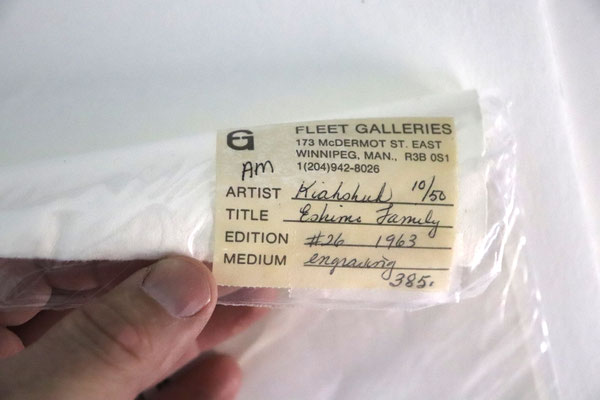 G FLEET GALLERIES
173 McDERMOT ST. EAST
WINNIPEG, MAN., R3B 0S1
1(204)942-8026
AM
ARTIST Kiahshuk 10/50
TITLE Eskimo Family
EDITION #26 1963
MEDIUM engraving
385.